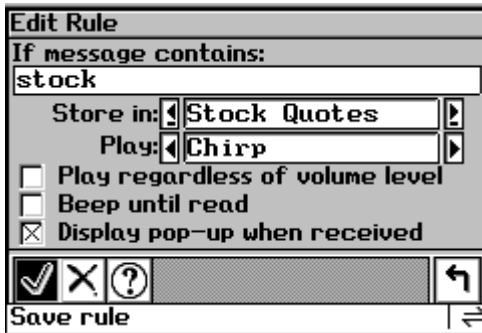 Edit Rule
If message contains:
stock
Store in: Stock Quotes
Play: Chirp
Play regardless of volume level
Beep until read
Display pop-up when received
?
Save rule